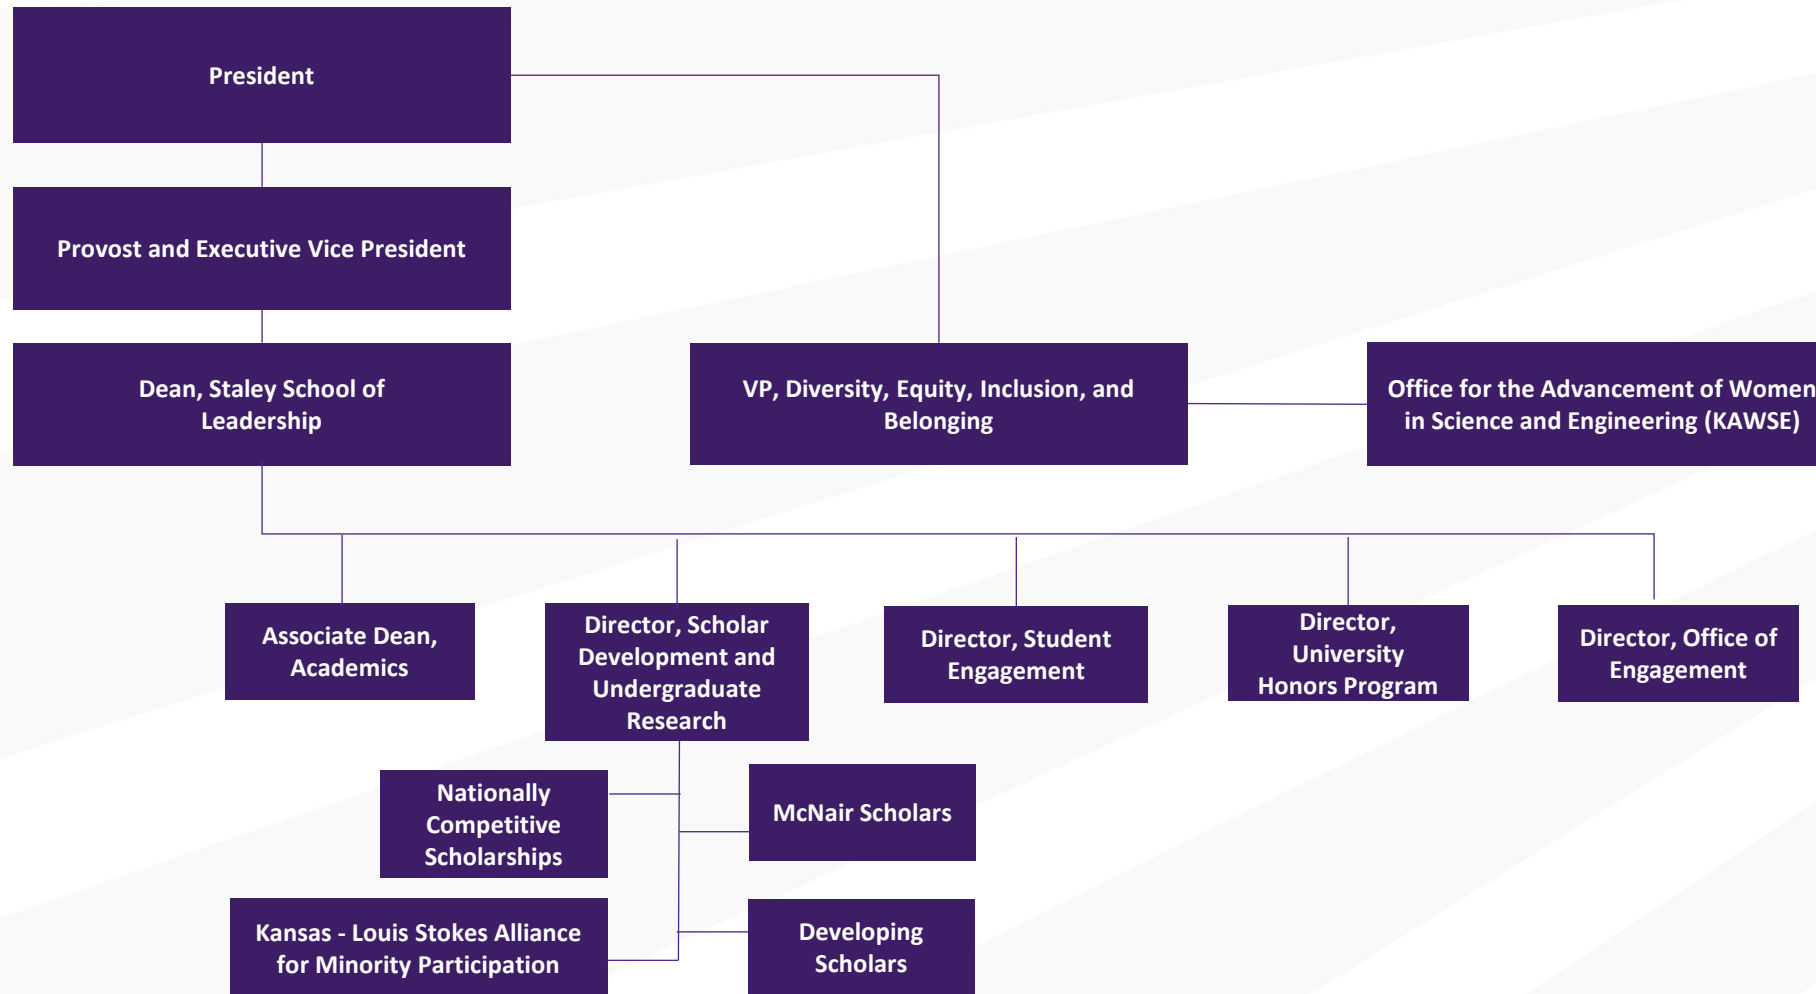 President
Provost and Executive Vice President
Dean, Staley School of
Leadership
VP, Diversity, Equity, Inclusion, and
Belonging
Office for the Advancement of Women
in Science and Engineering (KAWSE)
Associate Dean,
Academics
Director, Scholar
Development and
Undergraduate
Research
Director, Student
Engagement
Director,
University
Honors Program
Director, Office of
Engagement
Nationally
Competitive
Scholarships
McNair Scholars
Kansas - Louis Stokes Alliance
for Minority Participation
Developing
Scholars